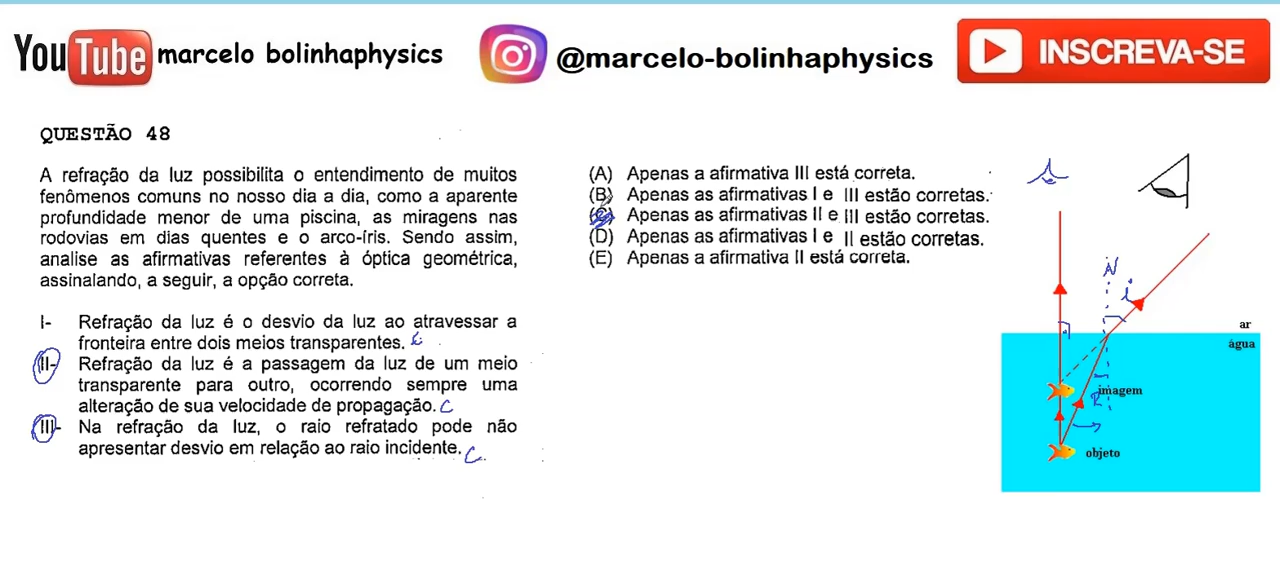 YouTube marcelo bolinhaphysics
@marcelo-bolinhaphysics
INSCREVA-SE
QUESTÃO 48
A refração da luz possibilita o entendimento de muitos
fenômenos comuns no nosso dia a dia, como a aparente
profundidade menor de uma piscina, as miragens nas
rodovias em dias quentes e o arco-íris. Sendo assim,
analise as afirmativas referentes à óptica geométrica,
assinalando, a seguir, a opção correta.
I- Refração da luz é o desvio da luz ao atravessar a
fronteira entre dois meios transparentes. E
II- Refração da luz é a passagem da luz de um meio
transparente para outro, ocorrendo sempre uma
alteração de sua velocidade de propagação. C
III- Na refração da luz, o raio refratado pode não
apresentar desvio em relação ao raio incidente. C
(A) Apenas a afirmativa III está correta.
(B) Apenas as afirmativas I e III estão corretas.
(C) Apenas as afirmativas II e III estão corretas.
(D) Apenas as afirmativas I e II estão corretas.
(E) Apenas a afirmativa II está correta.
N
i
ar
água
R
imagem
objeto